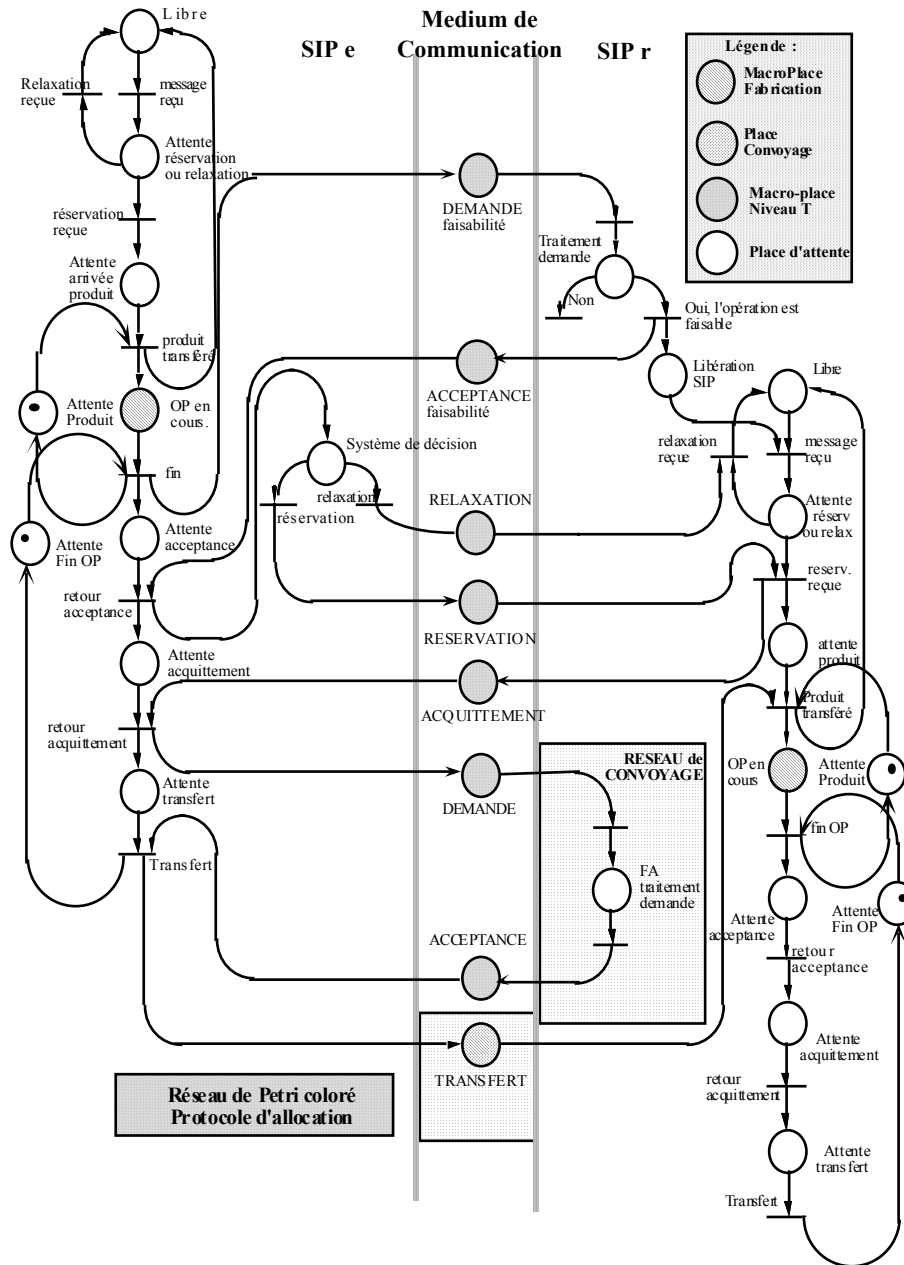 Libre
Medium de
Communication
SIP e
SIP r
Légende :
MacroPlace
Fabrication
Place
Convoyage
Macro-place
Niveau T
Place d'attente
Relaxation
reçue
message
reçu
Attente
réservation
ou relaxation
réservation
reçue
Attente
arrivée
produit
produit
transféré
Attente
Produit
OP en
cours.
fin
Attente
acceptance
Attente
Fin OP
retour
acceptance
Attente
acquittement
retour
acquittement
Attente
transfert
Transfert
Système de décision
relaxation
réservation
DEMANDE
faisabilité
ACCEPTANCE
faisabilité
RELAXATION
RESERVATION
ACQUITTEMENT
DEMANDE
ACCEPTANCE
TRANSFERT
Traitement
demande
Non
Oui, l'opération est
faisable
Libération
SIP
Libre
relaxation
reçue
message
reçu
Attente
réserv
ou relax
reserv.
reçue
attente
produit
Produit
transféré
RESEAU de
CONVOYAGE
FA
traitement
demande
OP en
cours
Attente
Produit
fin OP
Attente
acceptance
Attente
Fin OP
retour
acceptance
Attente
acquittement
retour
acquittement
Attente
transfert
Transfert
Réseau de Petri coloré
Protocole d'allocation